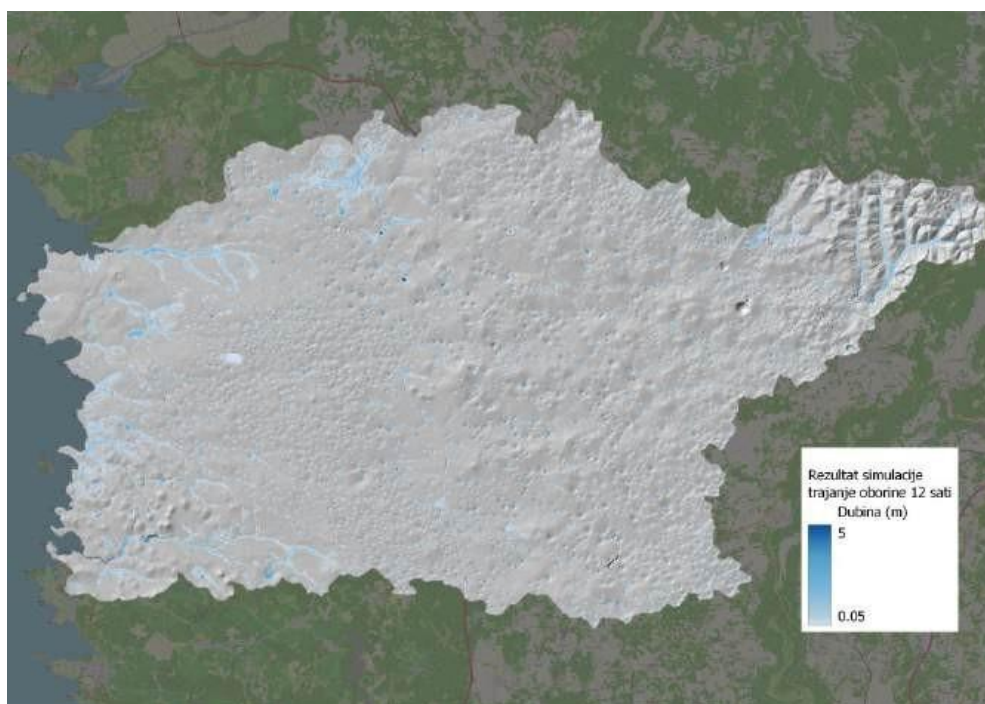 Rezultat simulacije
trajanje oborine 12 sati
Dubina (m)
5
0.05